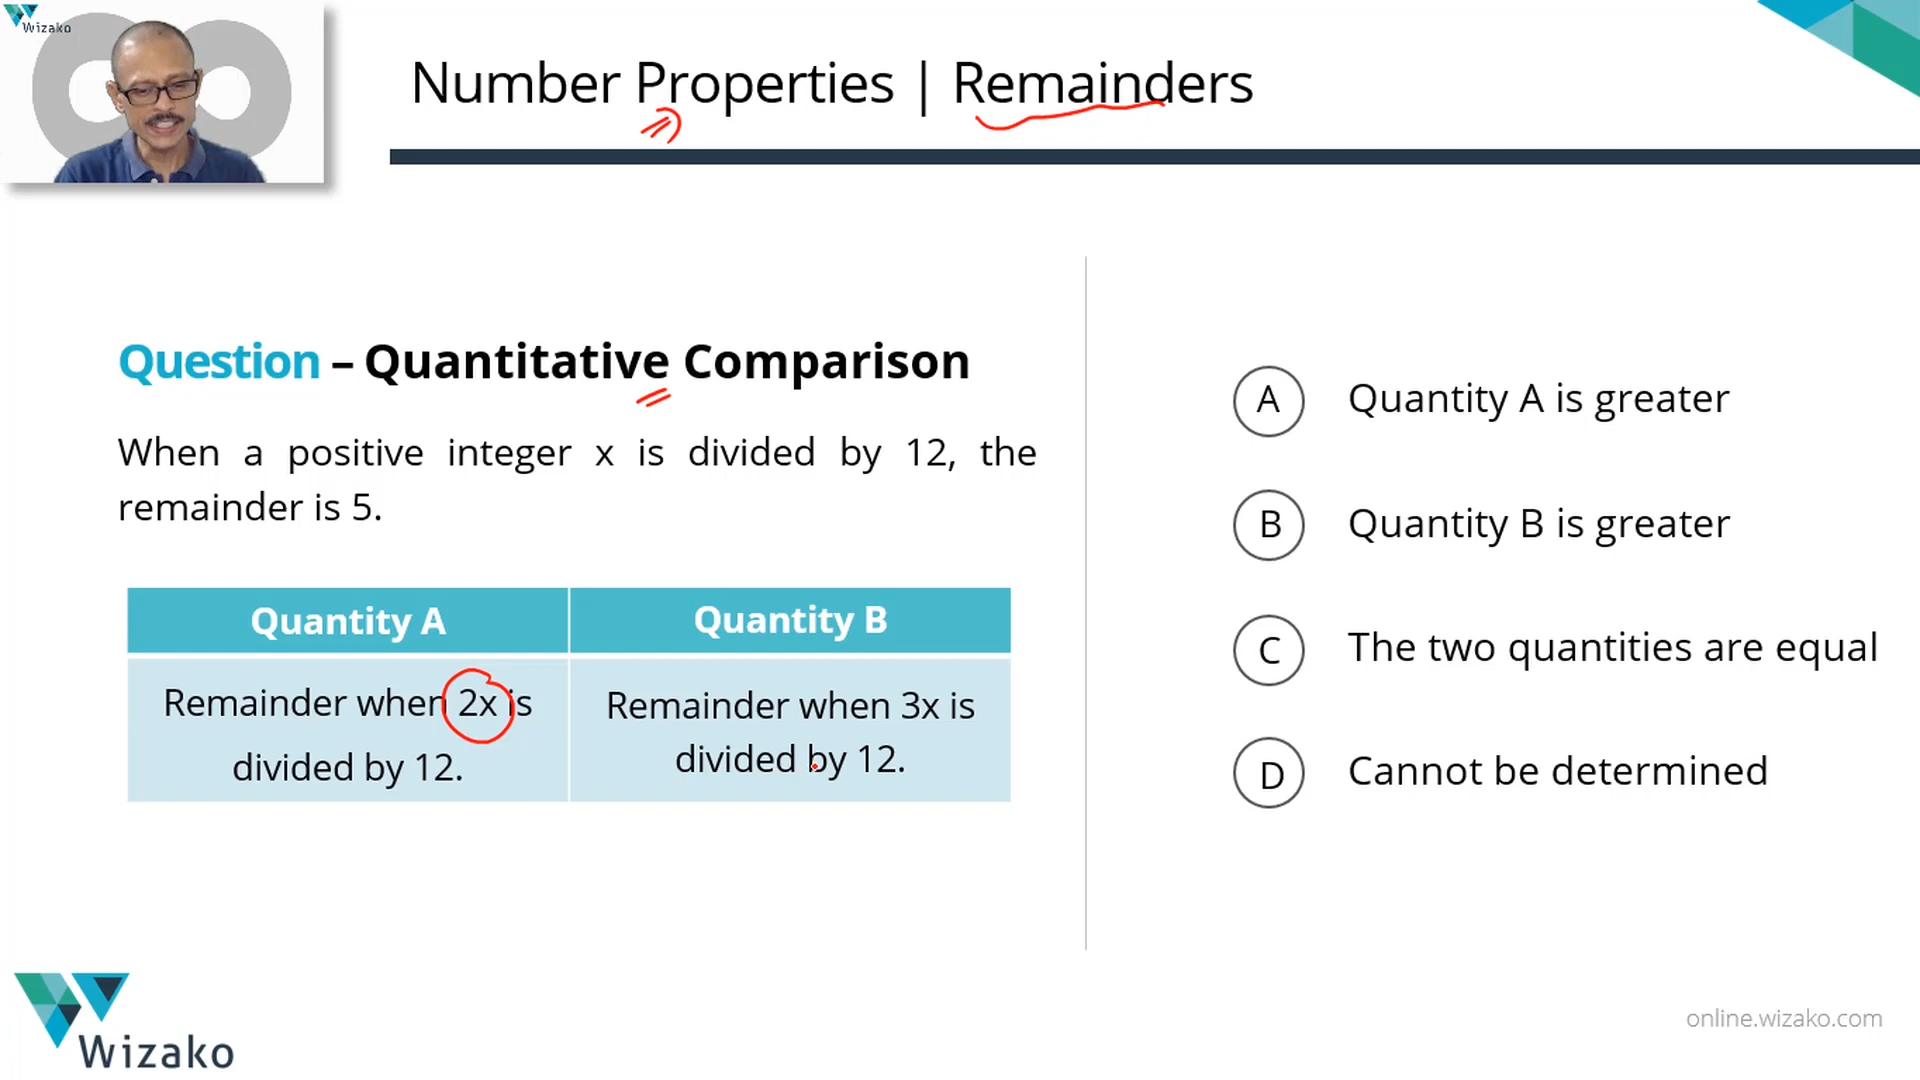 Wizako
Number Properties | Remainders
Question – Quantitative Comparison
When a positive integer x is divided by 12, the
remainder is 5.
Quantity A
Quantity B
Remainder when 2x is
divided by 12.
Remainder when 3x is
divided by 12.
A Quantity A is greater
B Quantity B is greater
C The two quantities are equal
D Cannot be determined
Wizako
online.wizako.com